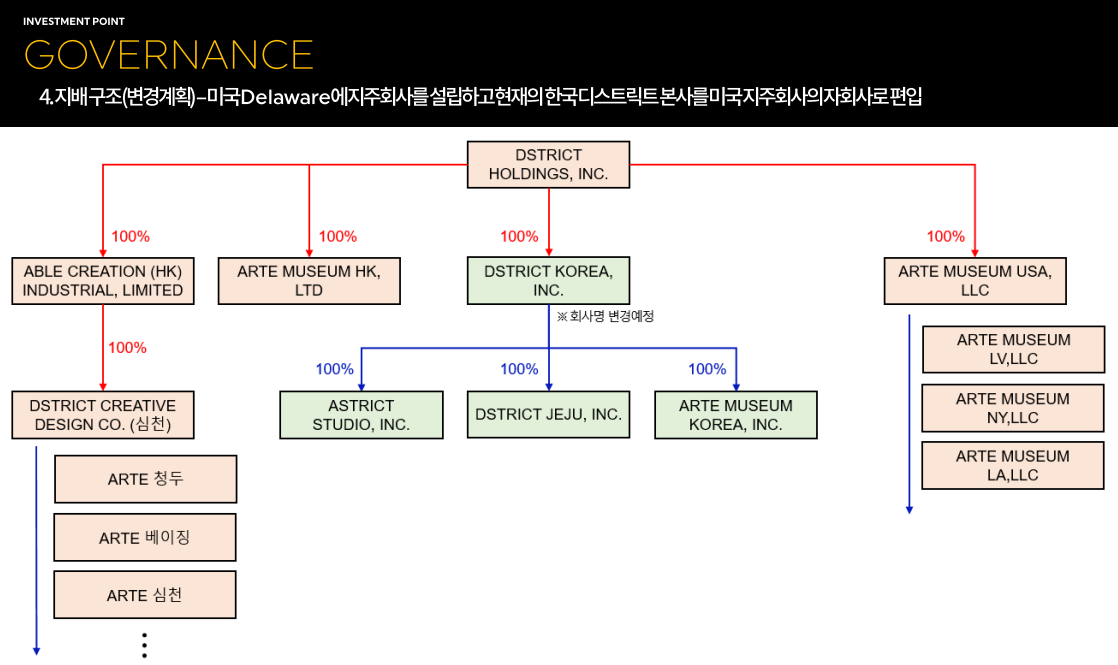 INVESTMENT POINT
GOVERNANCE
4.지배구조(변경계획)–미국Delaware에지주회사를설립하고현재의한국디스트릭트본사를미국지주회사의자회사로편입
DSTRICT
HOLDINGS, INC.
100%
100%
100%
100%
ABLE CREATION (HK)
INDUSTRIAL, LIMITED
ARTE MUSEUM HK,
LTD
DSTRICT KOREA,
INC.
ARTE MUSEUM USA,
LLC
※ 회사명 변경예정
100%
100%
100%
100%
DSTRICT CREATIVE
DESIGN CO. (심천)
ASTRICT
STUDIO, INC.
DSTRICT JEJU, INC.
ARTE MUSEUM
KOREA, INC.
ARTE MUSEUM
LV,LLC
ARTE MUSEUM
NY,LLC
ARTE MUSEUM
LA,LLC
ARTE 청두
ARTE 베이징
ARTE 심천